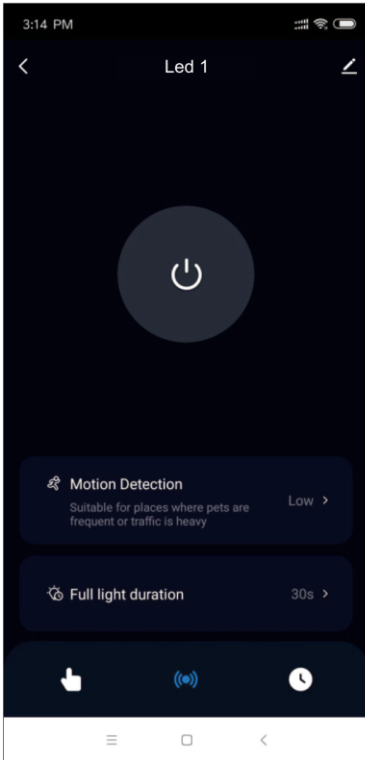 3:14 PM
Led 1
Motion Detection
Suitable for places where pets are
frequent or traffic is heavy
Low
Full light duration
30s